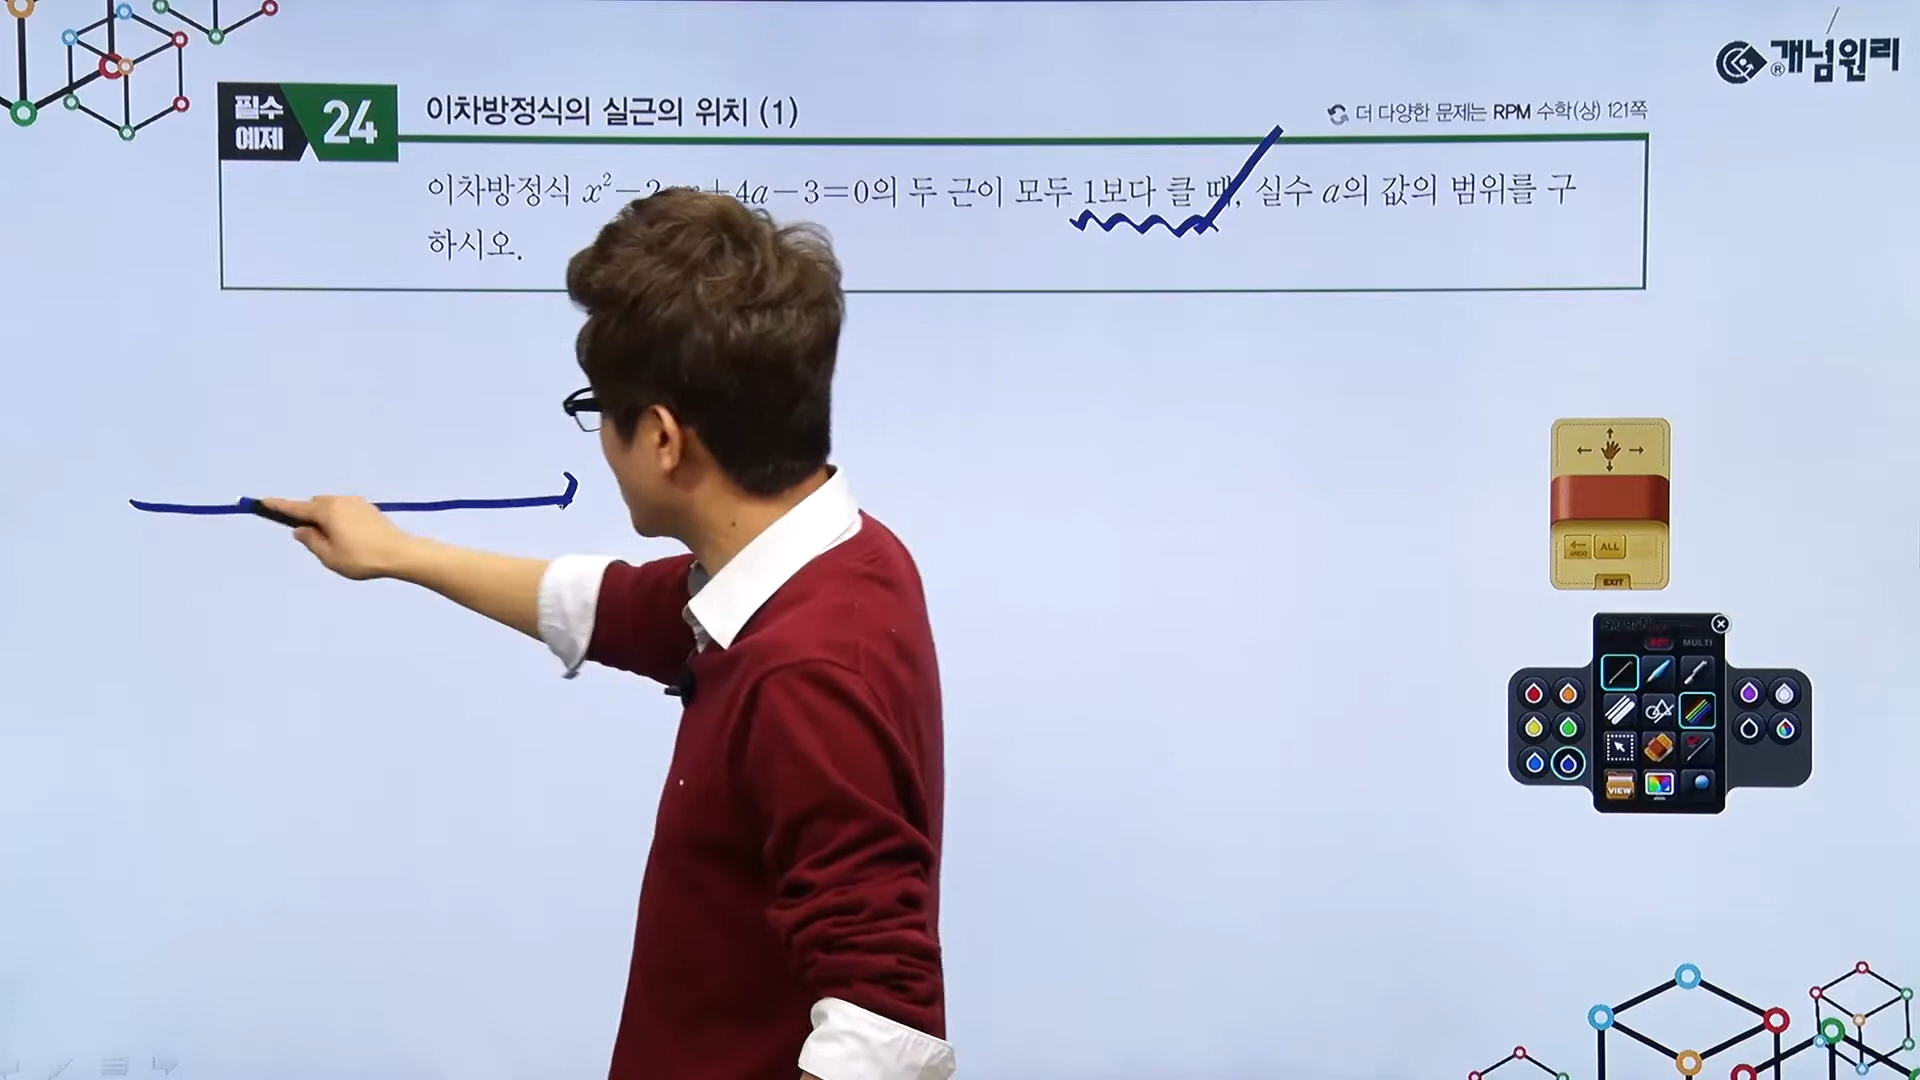 개념원리
®
필수
예제
24
이차방정식의 실근의 위치 (1)
더 다양한 문제는 RPM 수학(상) 121쪽
이차방정식 x²-2 +4a-3=0의 두 근이 모두 1보다 클 때, 실수 a의 값의 범위를 구
하시오.
UNDO
ALL
EXIT
MULTI
VIEW